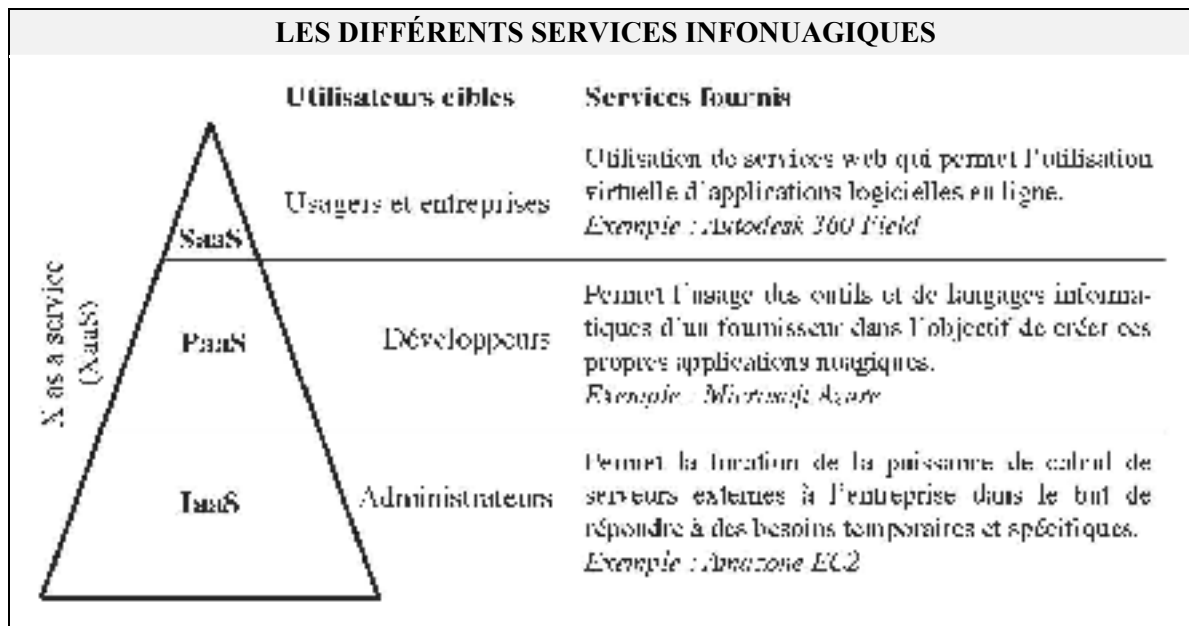 LES DIFFÉRENTS SERVICES INFONUAGIQUES
Utilisateurs cibles
Services fournis
Usagers et entreprises
Utilisation de services web qui permet l'utilisation
virtuelle d'applications logicielles en ligne.
Exemple : Autodesk 360 Field
SaaS
X as a service
(XaaS)
PaaS
Développeurs
Permet l'usage des outils et de langages informa-
tiques d'un fournisseur dans l'objectif de créer ces
propres applications nuagiques.
Exemple : Microsoft Azure
IaaS
Administrateurs
Permet la location de la puissance de calcul de
serveurs externes à l'entreprise dans le but de
répondre à des besoins temporaires et spécifiques.
Exemple : Amazone EC2